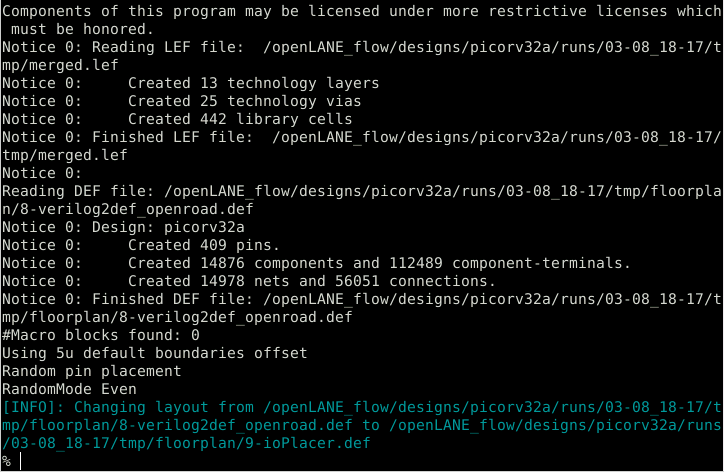 Components of this program may be licensed under more restrictive licenses which
 must be honored.
Notice 0: Reading LEF file:  /openLANE_flow/designs/picorv32a/runs/03-08_18-17/t
mp/merged.lef
Notice 0:     Created 13 technology layers
Notice 0:     Created 25 technology vias
Notice 0:     Created 442 library cells
Notice 0: Finished LEF file:  /openLANE_flow/designs/picorv32a/runs/03-08_18-17/
tmp/merged.lef
Notice 0:
Reading DEF file: /openLANE_flow/designs/picorv32a/runs/03-08_18-17/tmp/floorpla
n/8-verilog2def_openroad.def
Notice 0: Design: picorv32a
Notice 0:     Created 409 pins.
Notice 0:     Created 14876 components and 112489 component-terminals.
Notice 0:     Created 14978 nets and 56051 connections.
Notice 0: Finished DEF file: /openLANE_flow/designs/picorv32a/runs/03-08_18-17/t
mp/floorplan/8-verilog2def_openroad.def
#Macro blocks found: 0
Using 5u default boundaries offset
Random pin placement
RandomMode Even
[INFO]: Changing layout from /openLANE_flow/designs/picorv32a/runs/03-08_18-17/t
mp/floorplan/8-verilog2def_openroad.def to /openLANE_flow/designs/picorv32a/runs
/03-08_18-17/tmp/floorplan/9-ioPlacer.def
%